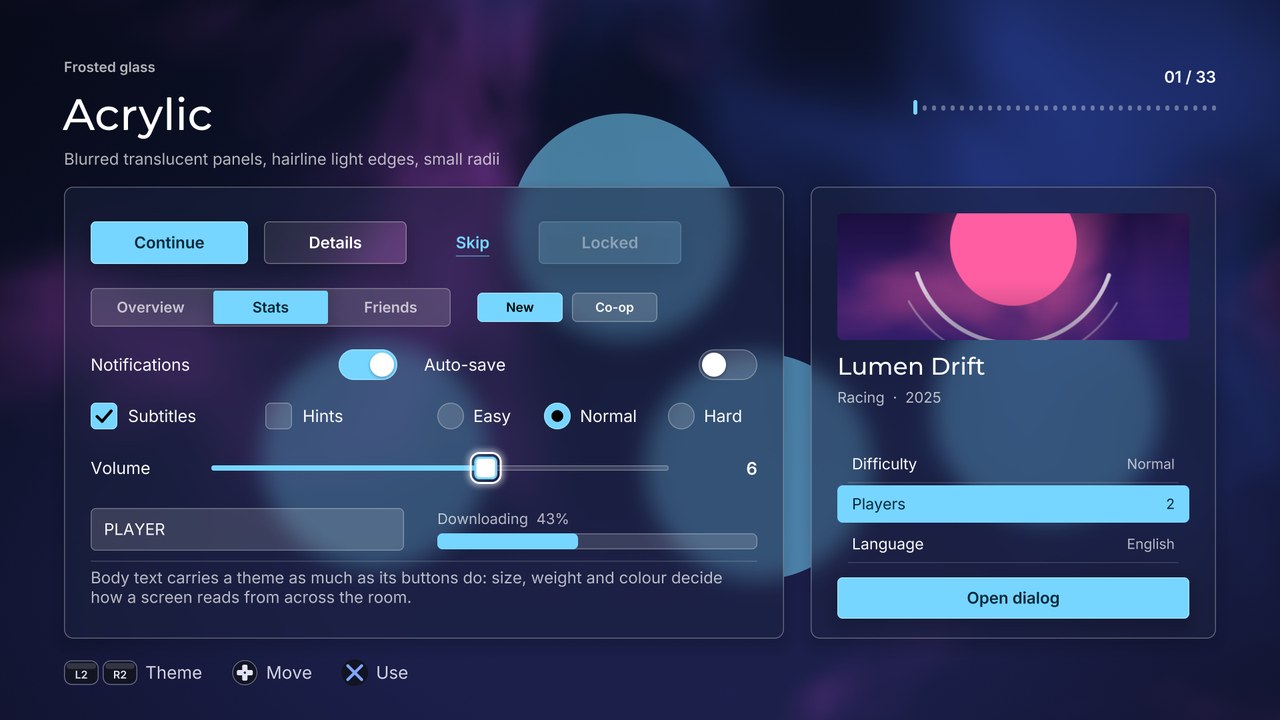 Frosted glass
Acrylic
Blurred translucent panels, hairline light edges, small radii
01 / 33
Continue
Details
Skip
Locked
Overview
Stats
Friends
New
Co-op
Notifications
Auto-save
Subtitles
Hints
Easy
Normal
Hard
Volume
6
PLAYER
Downloading 43%
Body text carries a theme as much as its buttons do: size, weight and colour decide
how a screen reads from across the room.
Lumen Drift
Racing · 2025
Difficulty
Normal
Players
2
Language
English
Open dialog
L2
R2
Theme
Move
Use